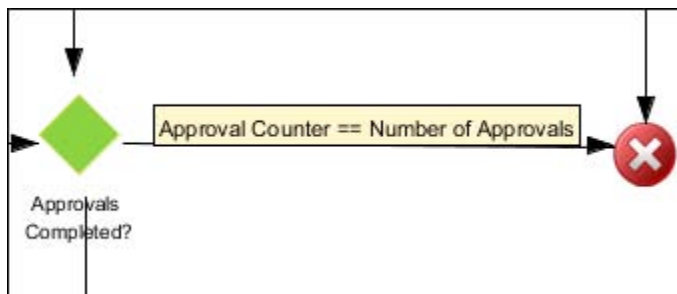 Approval Counter == Number of Approvals
Approvals
Completed?